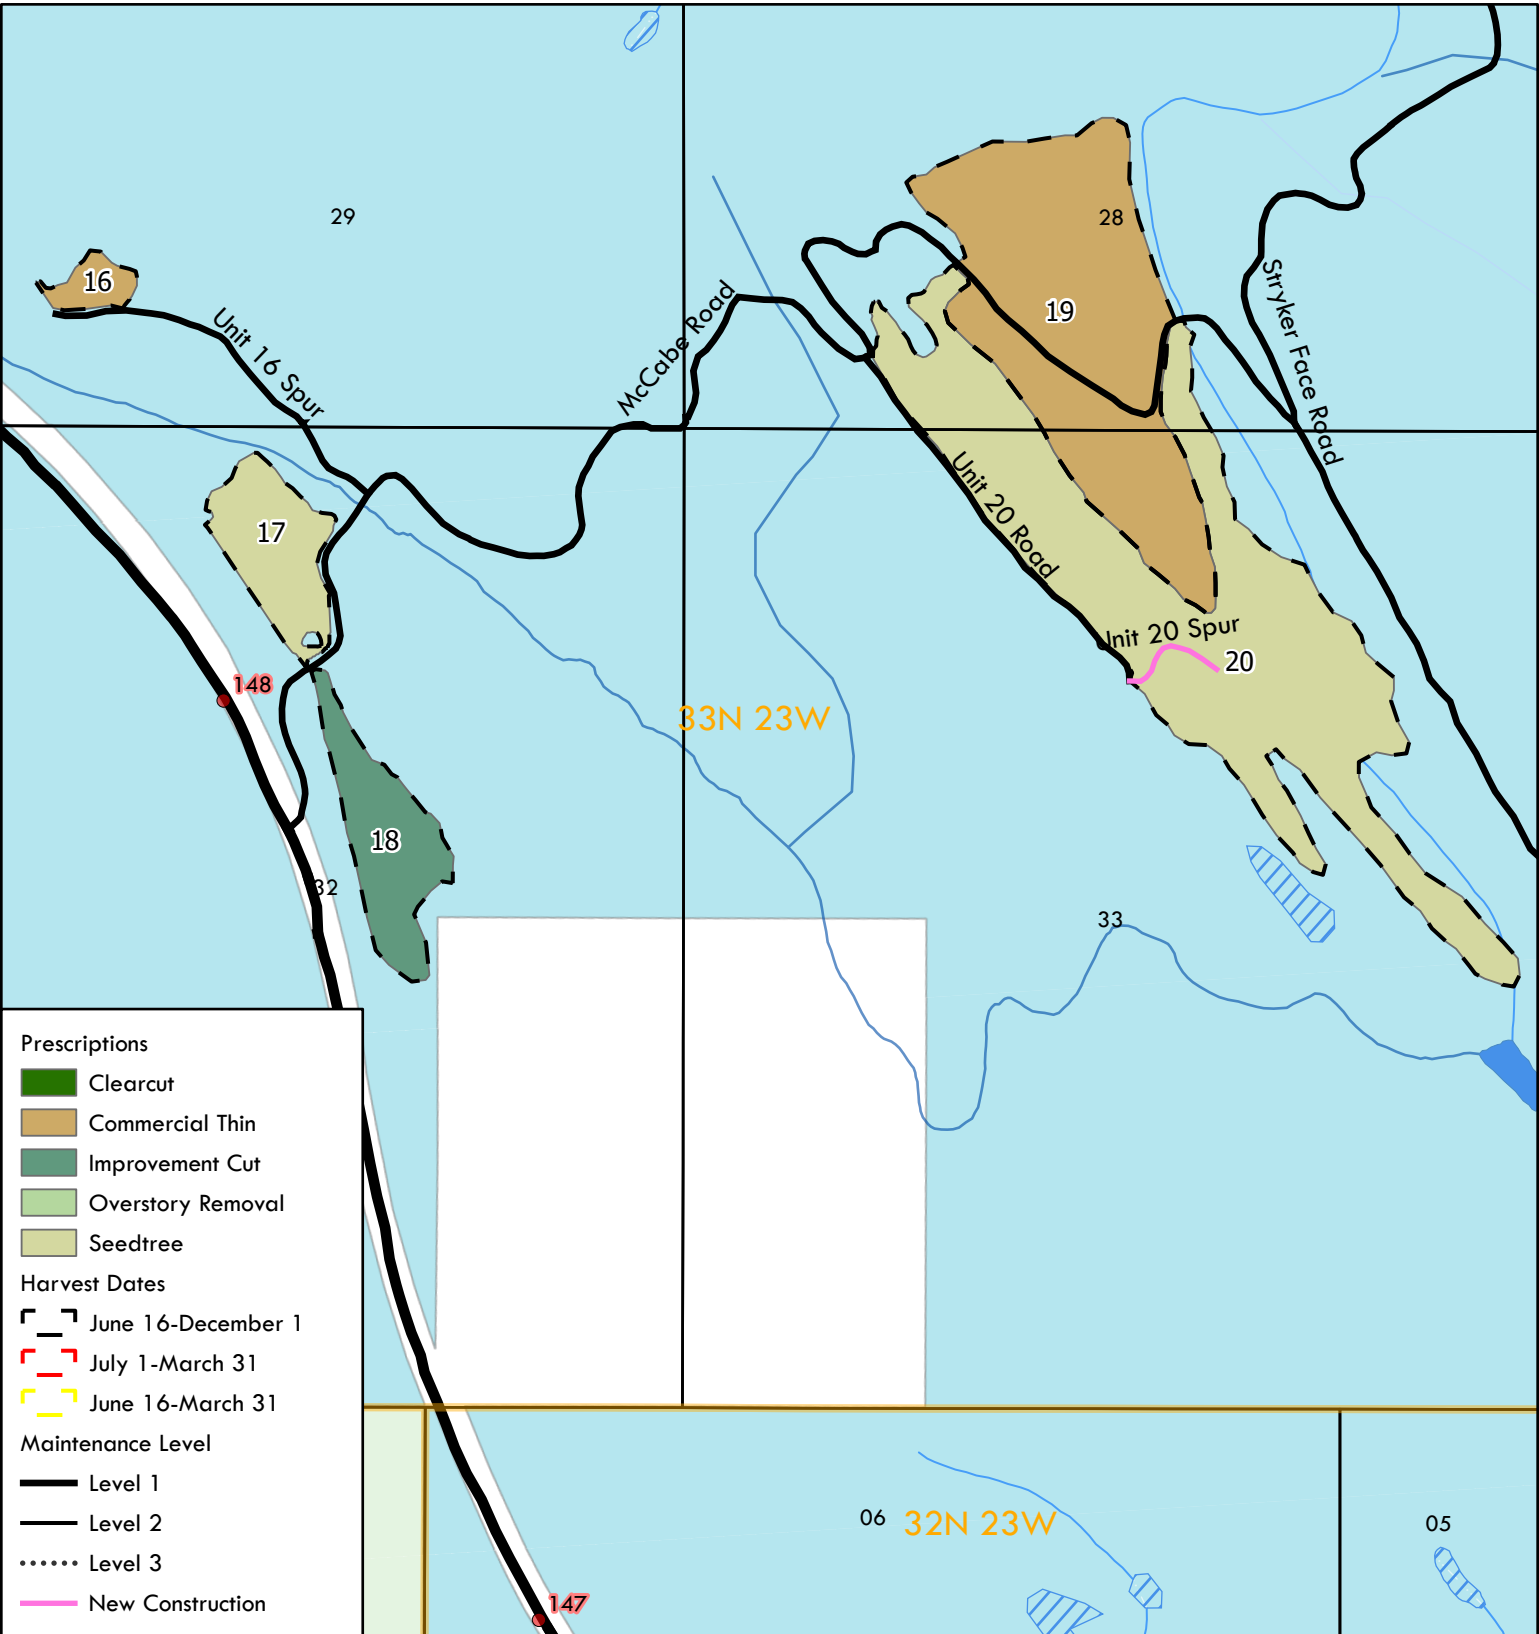 29
28
16
19
Unit 16 Spur
McCabe Road
Stryker Face Road
17
Unit 20 Road
Unit 20 Spur
20
148
33N 23W
18
32
33
Prescriptions
Clearcut
Commercial Thin
Improvement Cut
Overstory Removal
Seedtree
Harvest Dates
June 16-December 1
July 1-March 31
June 16-March 31
Maintenance Level
Level 1
Level 2
Level 3
New Construction
06
32N 23W
05
147